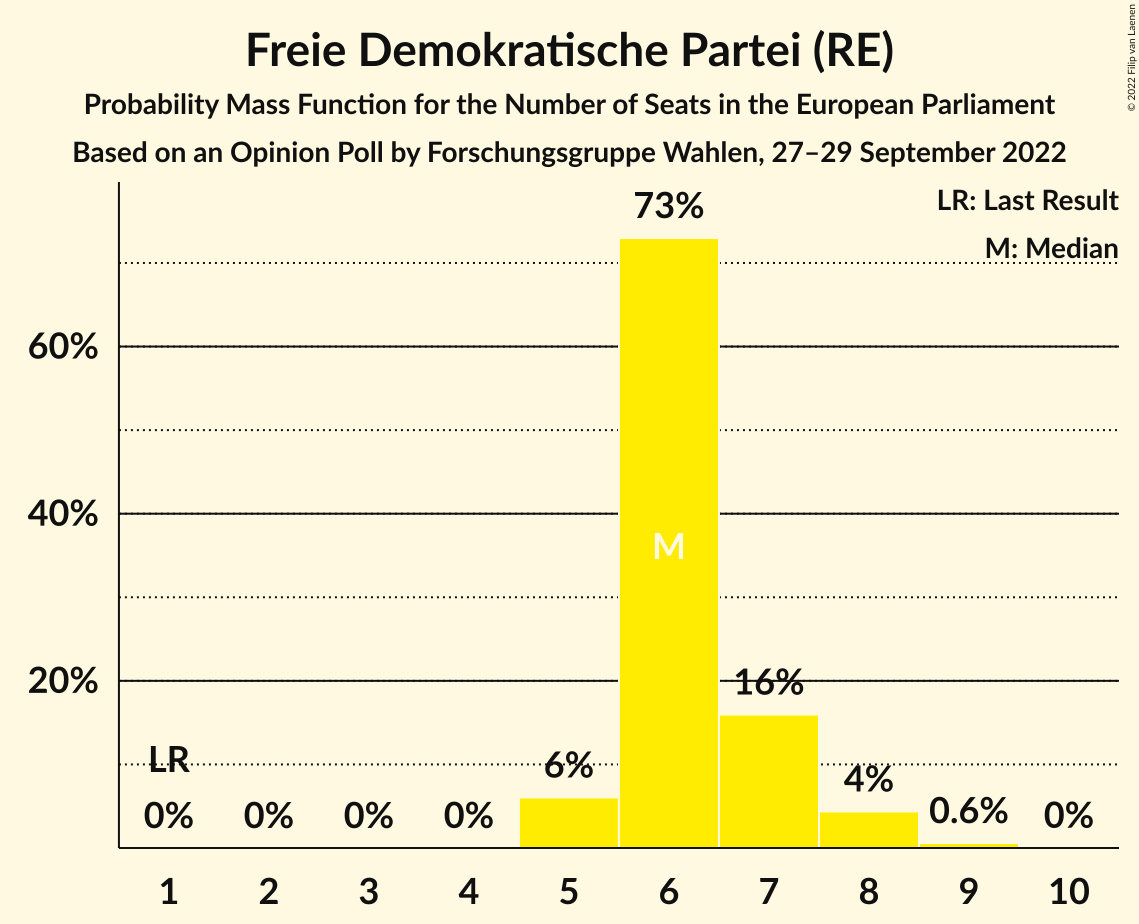 Freie Demokratische Partei (RE)
Probability Mass Function for the Number of Seats in the European Parliament
Based on an Opinion Poll by Forschungsgruppe Wahlen, 27–29 September 2022
© 2022 Filip van Laenen
LR: Last Result
M: Median
73%
60%
40%
M
20%
16%
LR
6%
4%
0%
0%
0%
0%
0.6%
0%
1 2 3 4 5 6 7 8 9 10